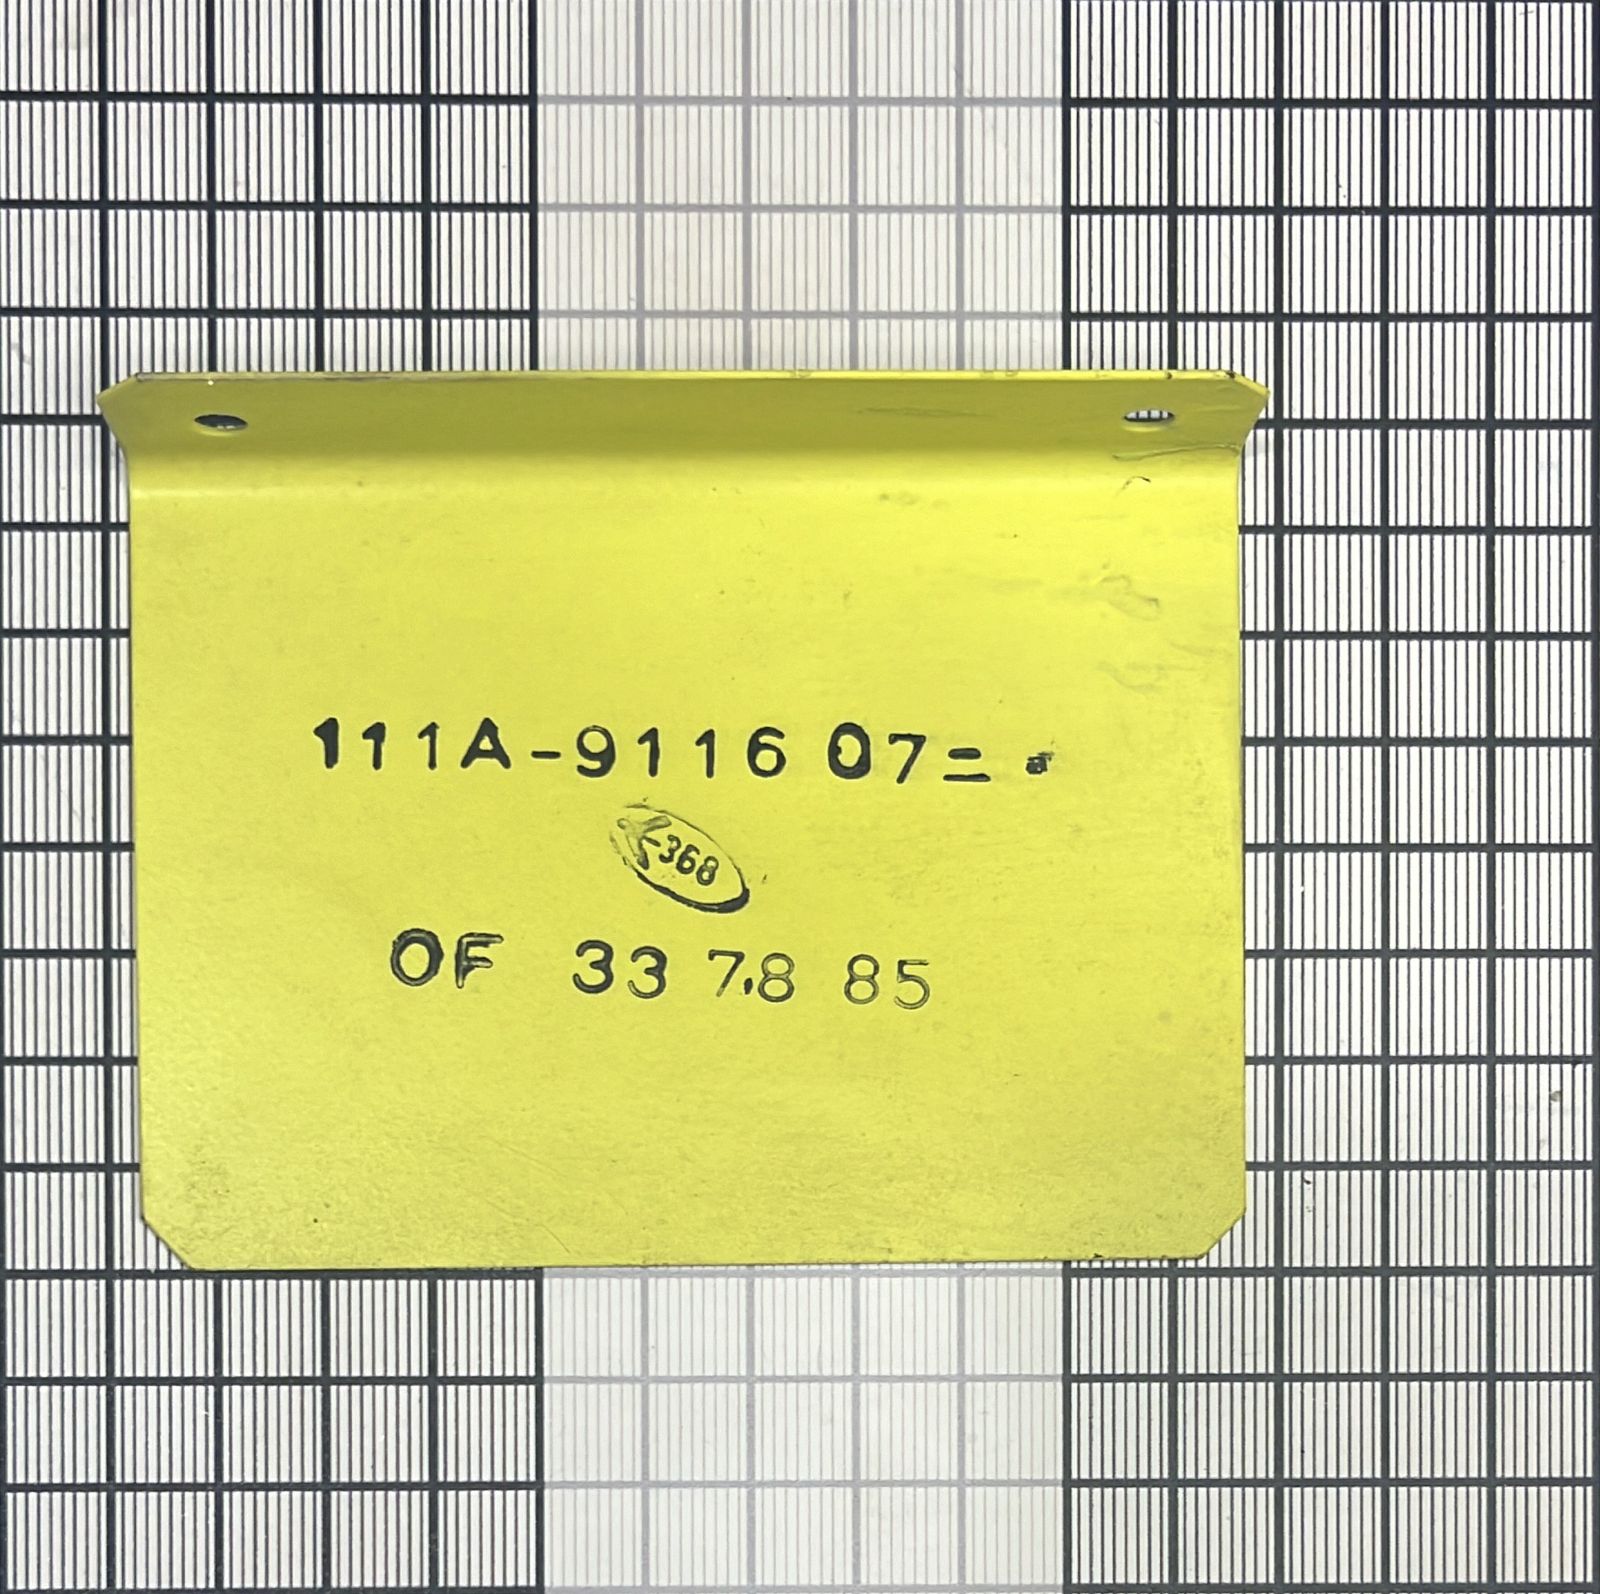 111A-9116 07=
K-368
OF 33 7.8 85